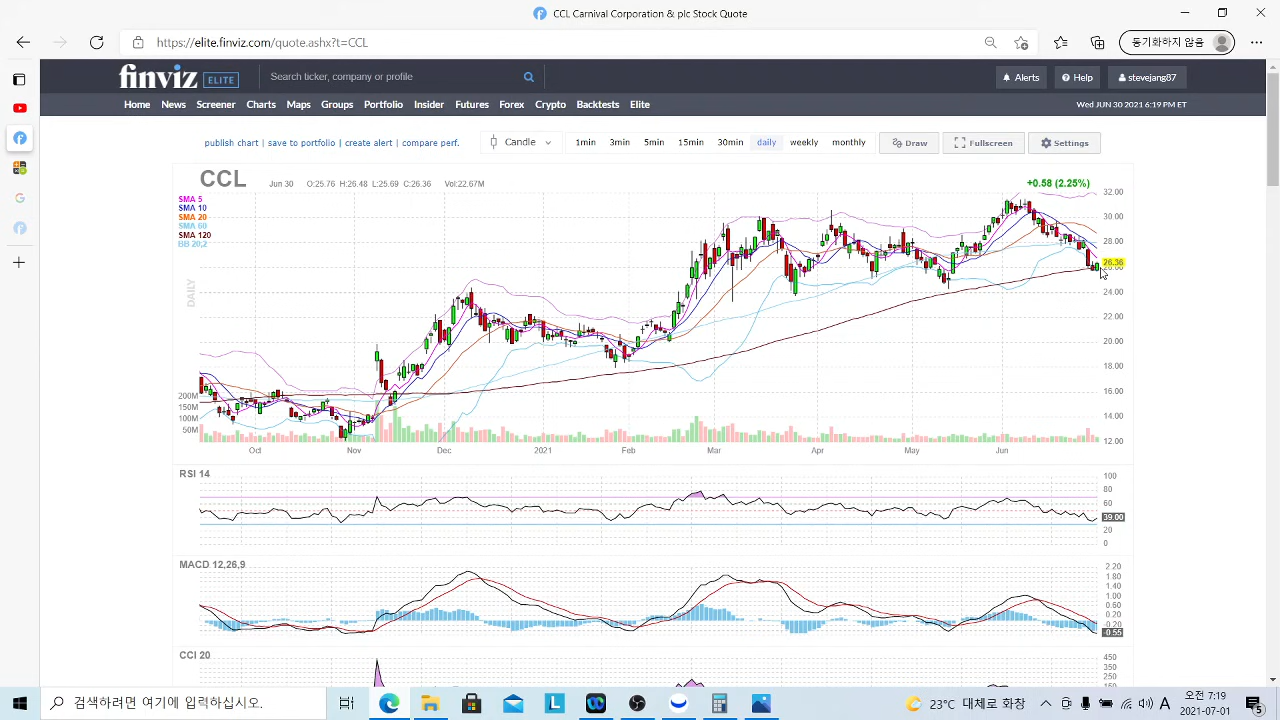 https://elite.finviz.com/quote.ashx?t=CCL
동기화하지 않음
finviz ELITE
Search ticker, company or profile
Alerts
Help
stevejang87
Home News Screener Charts Maps Groups Portfolio Insider Futures Forex Crypto Backtests Elite
Wed JUN 30 2021 6:19 PM ET
publish chart | save to portfolio | create alert | compare perf.
Candle
1min 3min 5min 15min 30min daily weekly monthly
Draw
Fullscreen
Settings
CCL
Jun 30 O:25.76 H:26.48 L:25.69 C:26.36 Vol:22.67M
+0.58 (2.25%)
SMA 5
SMA 10
SMA 20
SMA 60
SMA 120
BB 20,2
DAILY
32.00
30.00
28.00
26.36
24.00
22.00
20.00
18.00
16.00
14.00
12.00
200M
150M
100M
50M
Oct Nov Dec 2021 Feb Mar Apr May Jun
RSI 14
100
80
60
39.00
20
0
MACD 12,26,9
2.20
1.80
1.40
1.00
0.60
0.20
-0.20
-0.55
CCI 20
450
350
250
검색하려면 여기에 입력하십시오.
23°C 대체로 화창
A
오전 7:19
2021-07-01
5